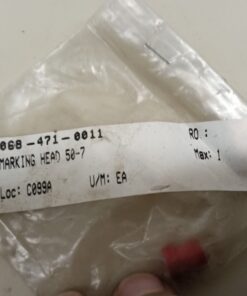 068-471-0011 RO:
MARKING HEAD 50-7 Max: 1
Loc: C099A U/M: EA